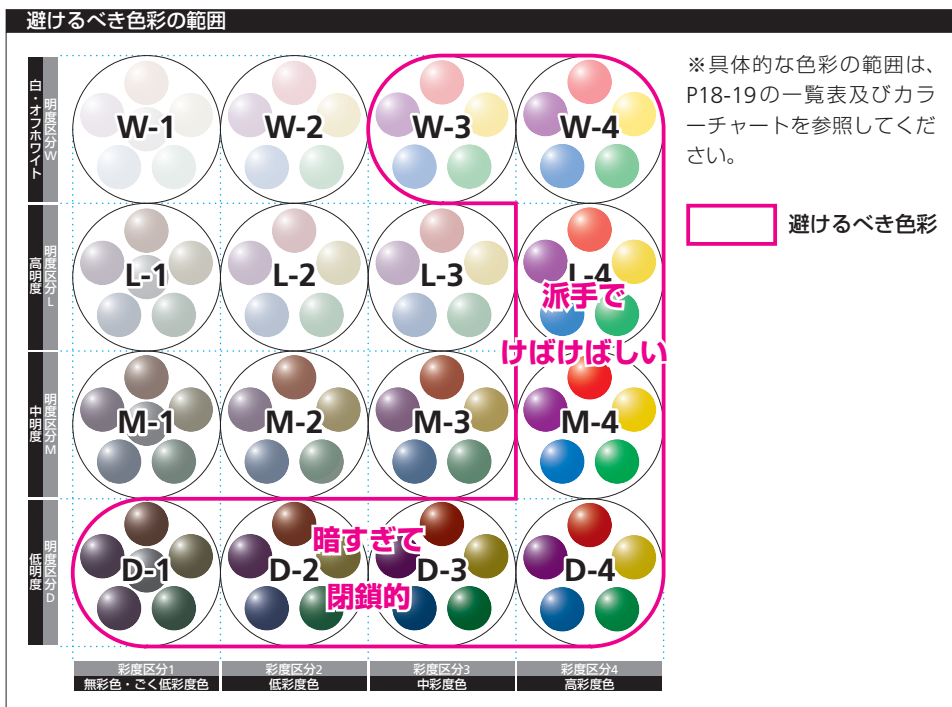 避けるべき色彩の範囲
※具体的な色彩の範囲は、
P18-19の一覧表及びカラ
ーチャートを参照してくだ
さい。
避けるべき色彩
白・オフホワイト
明度区分W
W-1
W-2
W-3
W-4
高明度
明度区分L
L-1
L-2
L-3
L-4
派手で
けばけばしい
中明度
明度区分M
M-1
M-2
M-3
M-4
低明度
明度区分D
D-1
D-2
D-3
D-4
暗すぎて
閉鎖的
彩度区分1
無彩色・ごく低彩度色
彩度区分2
低彩度色
彩度区分3
中彩度色
彩度区分4
高彩度色